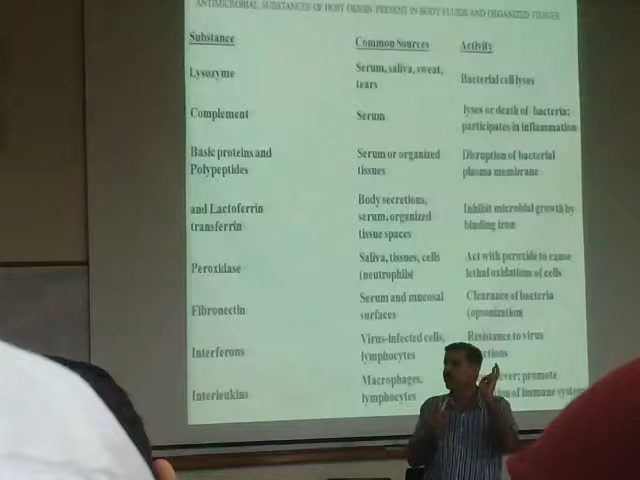 ANTIMICROBIAL SUBSTANCES OF HOST ORIGIN PRESENT IN BODY FLUIDS AND ORGANIZED TISSUES
Substance Common Sources Activity
Lysozyme Serum, saliva, sweat, tears Bacterial cell lyses
Complement Serum lyses or death of bacteria; participates in inflammation
Basic proteins and Polypeptides Serum or organized tissues Disruption of bacterial plasma membrane
and Lactoferrin transferrin Body secretions, serum, organized tissue spaces Inhibit microbial growth by binding iron
Peroxidase Saliva, tissues, cells (neutrophils) Act with peroxide to cause lethal oxidations of cells
Fibronectin Serum and mucosal surfaces Clearance of bacteria (opsonization)
Interferons Virus-infected cells, lymphocytes Resistance to virus
Interleukins Macrophages, lymphocytes promote of immune system